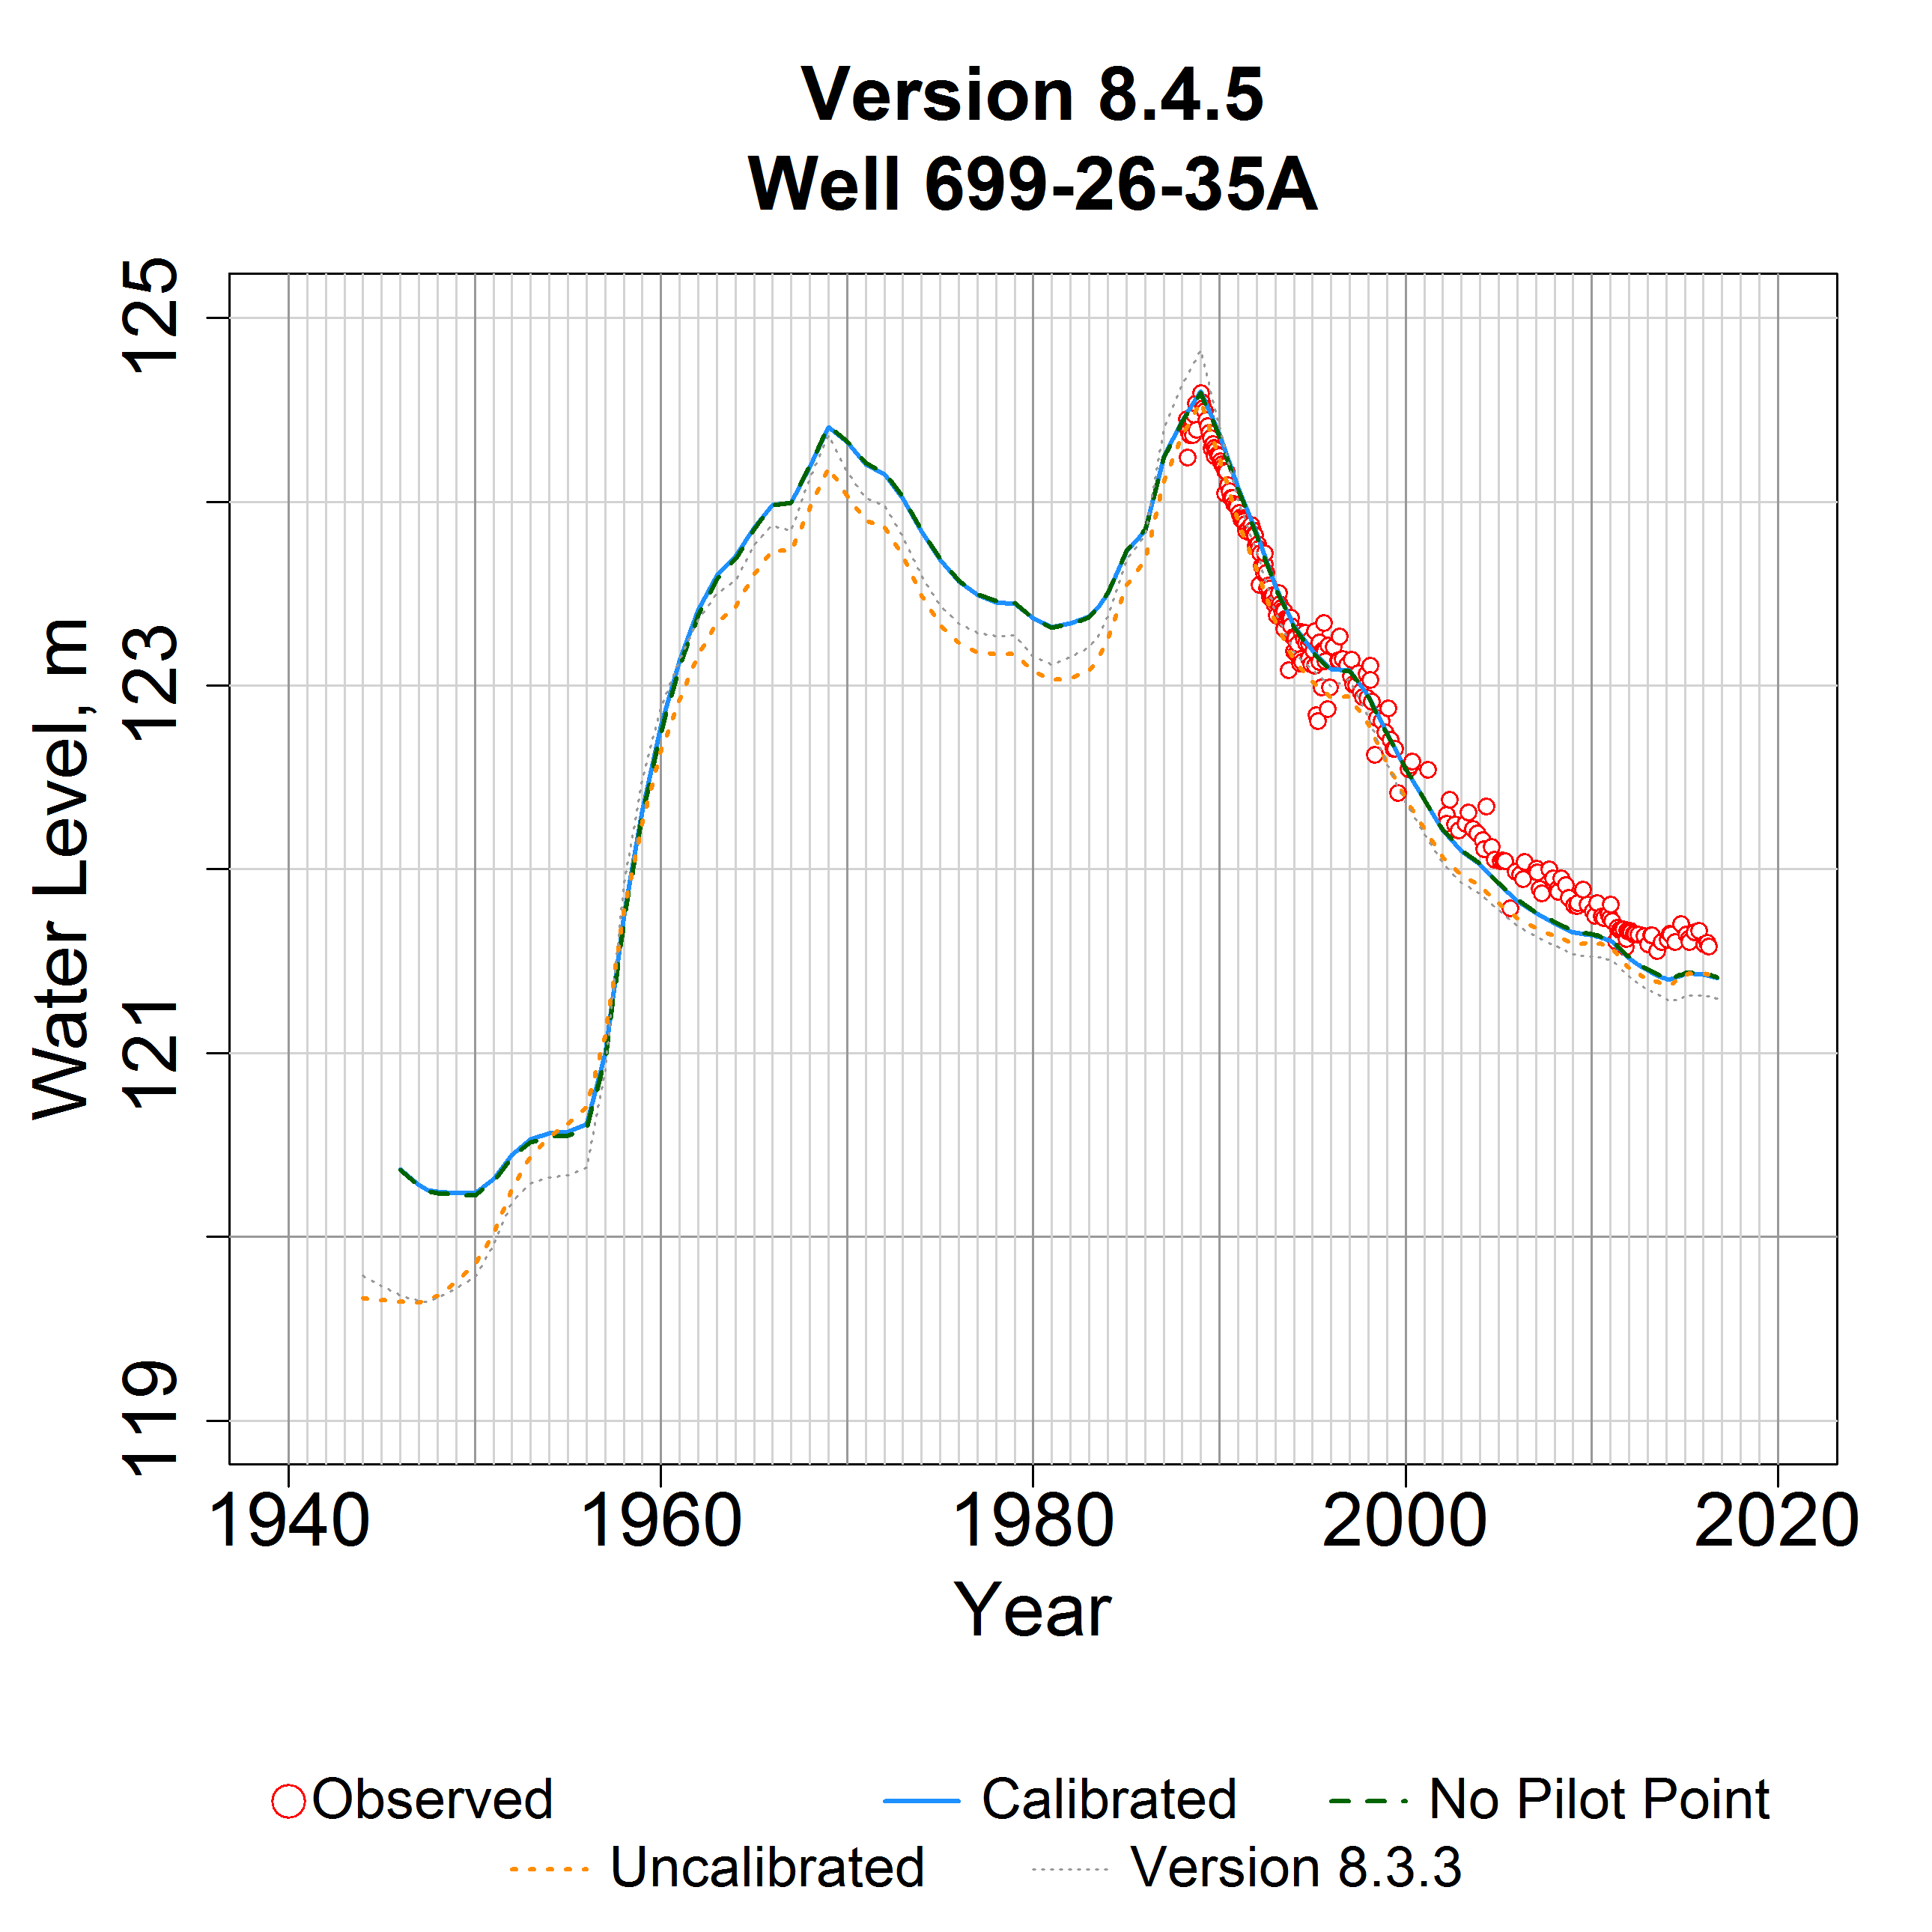 Version 8.4.5
Well 699-26-35A
Water Level, m
125
123
121
119
1940 1960 1980 2000 2020
Year
Observed Calibrated No Pilot Point
Uncalibrated Version 8.3.3